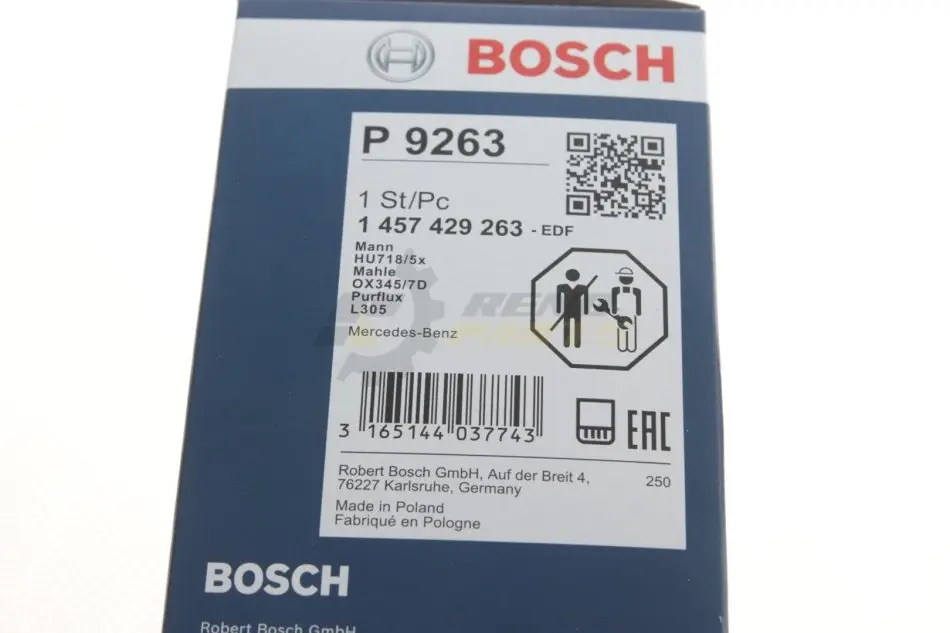 BOSCH
P 9263
1 St/Pc
1 457 429 263 - EDF
Mann
HU718/5x
Mahle
OX345/7D
Purflux
L305
Mercedes-Benz
3 165144 037743
EAC
Robert Bosch GmbH, Auf der Breit 4,
76227 Karlsruhe, Germany
250
Made in Poland
Fabriqué en Pologne
BOSCH
Robert Bosch GmbH